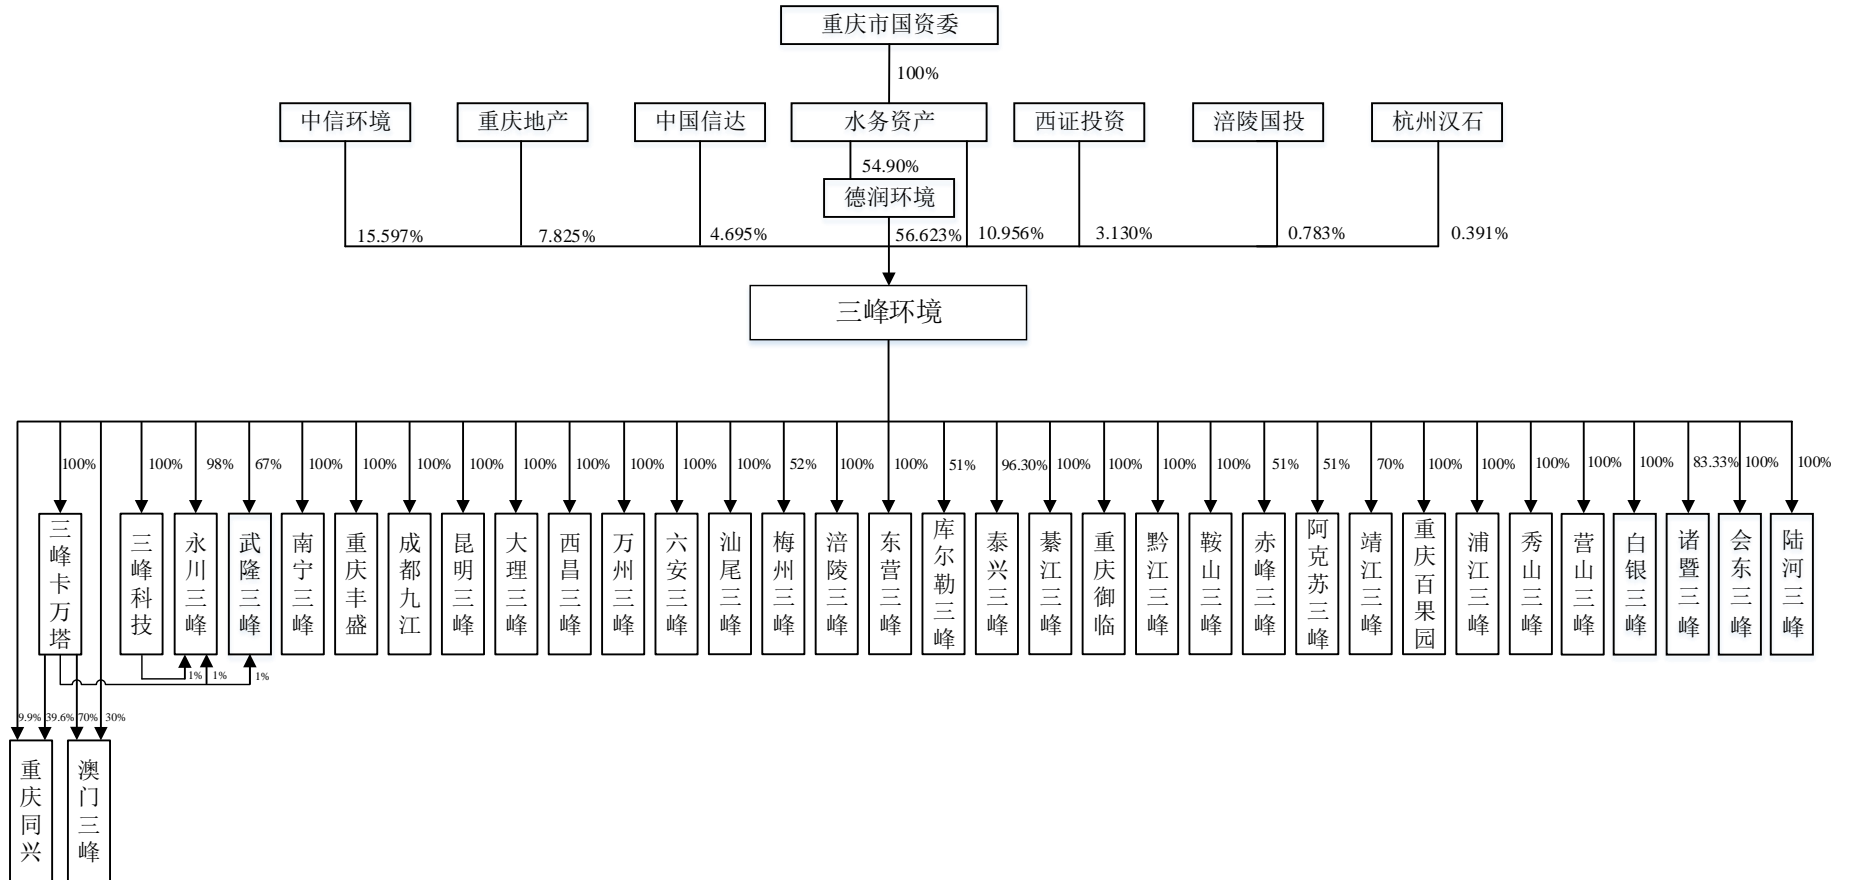 重庆市国资委
100%
中信环境
重庆地产
中国信达
水务资产
西证投资
涪陵国投
杭州汉石
54.90%
德润环境
15.597%
7.825%
4.695%
56.623%
10.956%
3.130%
0.783%
0.391%
三峰环境
100%
100%
98%
67%
100%
100%
100%
100%
100%
100%
100%
100%
100%
52%
100%
100%
51%
96.30%
100%
100%
100%
100%
51%
51%
70%
100%
100%
100%
100%
100%
83.33%
100%
100%
三峰卡万塔
三峰科技
永川三峰
武隆三峰
南宁三峰
重庆丰盛
成都九江
昆明三峰
大理三峰
西昌三峰
万州三峰
六安三峰
汕尾三峰
梅州三峰
涪陵三峰
东营三峰
库尔勒三峰
泰兴三峰
綦江三峰
重庆御临
黔江三峰
鞍山三峰
赤峰三峰
阿克苏三峰
靖江三峰
重庆百果园
浦江三峰
秀山三峰
营山三峰
白银三峰
诸暨三峰
会东三峰
陆河三峰
1%
1%
1%
9.9%
39.6%
70%
30%
重庆同兴
澳门三峰